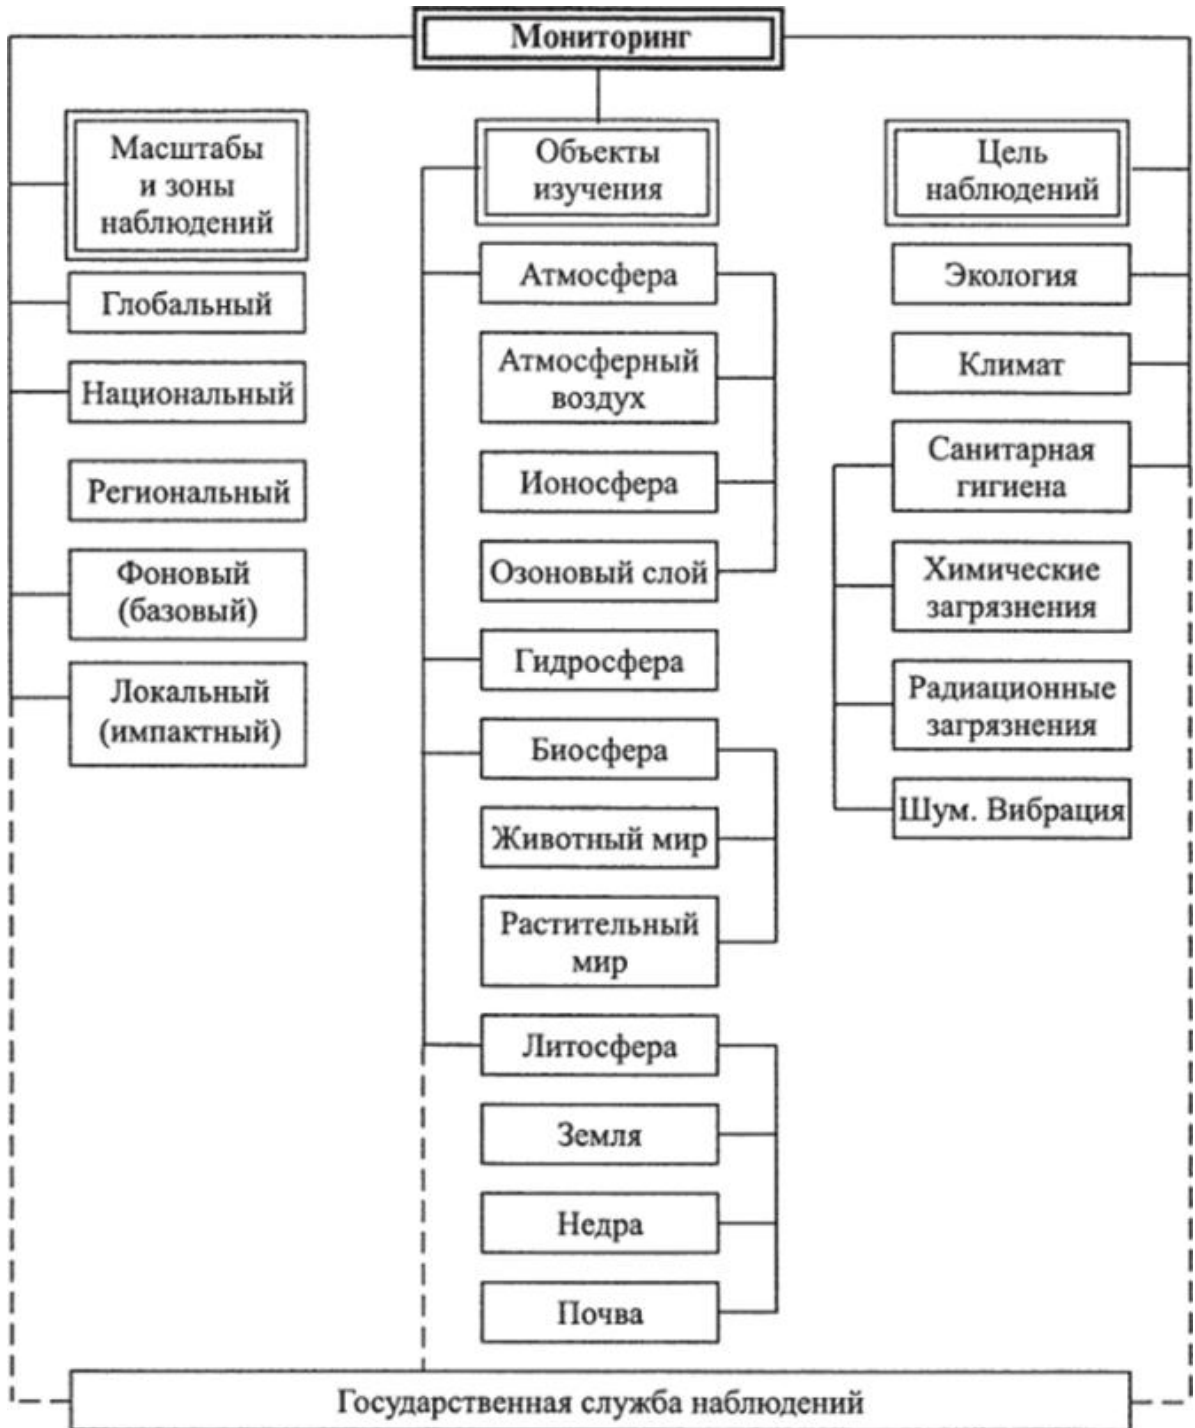 Мониторинг
Масштабы
и зоны
наблюдений
Глобальный
Национальный
Региональный
Фоновый
(базовый)
Локальный
(импактный)
Объекты
изучения
Атмосфера
Атмосферный
воздух
Ионосфера
Озоновый слой
Гидросфера
Биосфера
Животный мир
Растительный
мир
Литосфера
Земля
Недра
Почва
Цель
наблюдений
Экология
Климат
Санитарная
гигиена
Химические
загрязнения
Радиационные
загрязнения
Шум. Вибрация
Государственная служба наблюдений